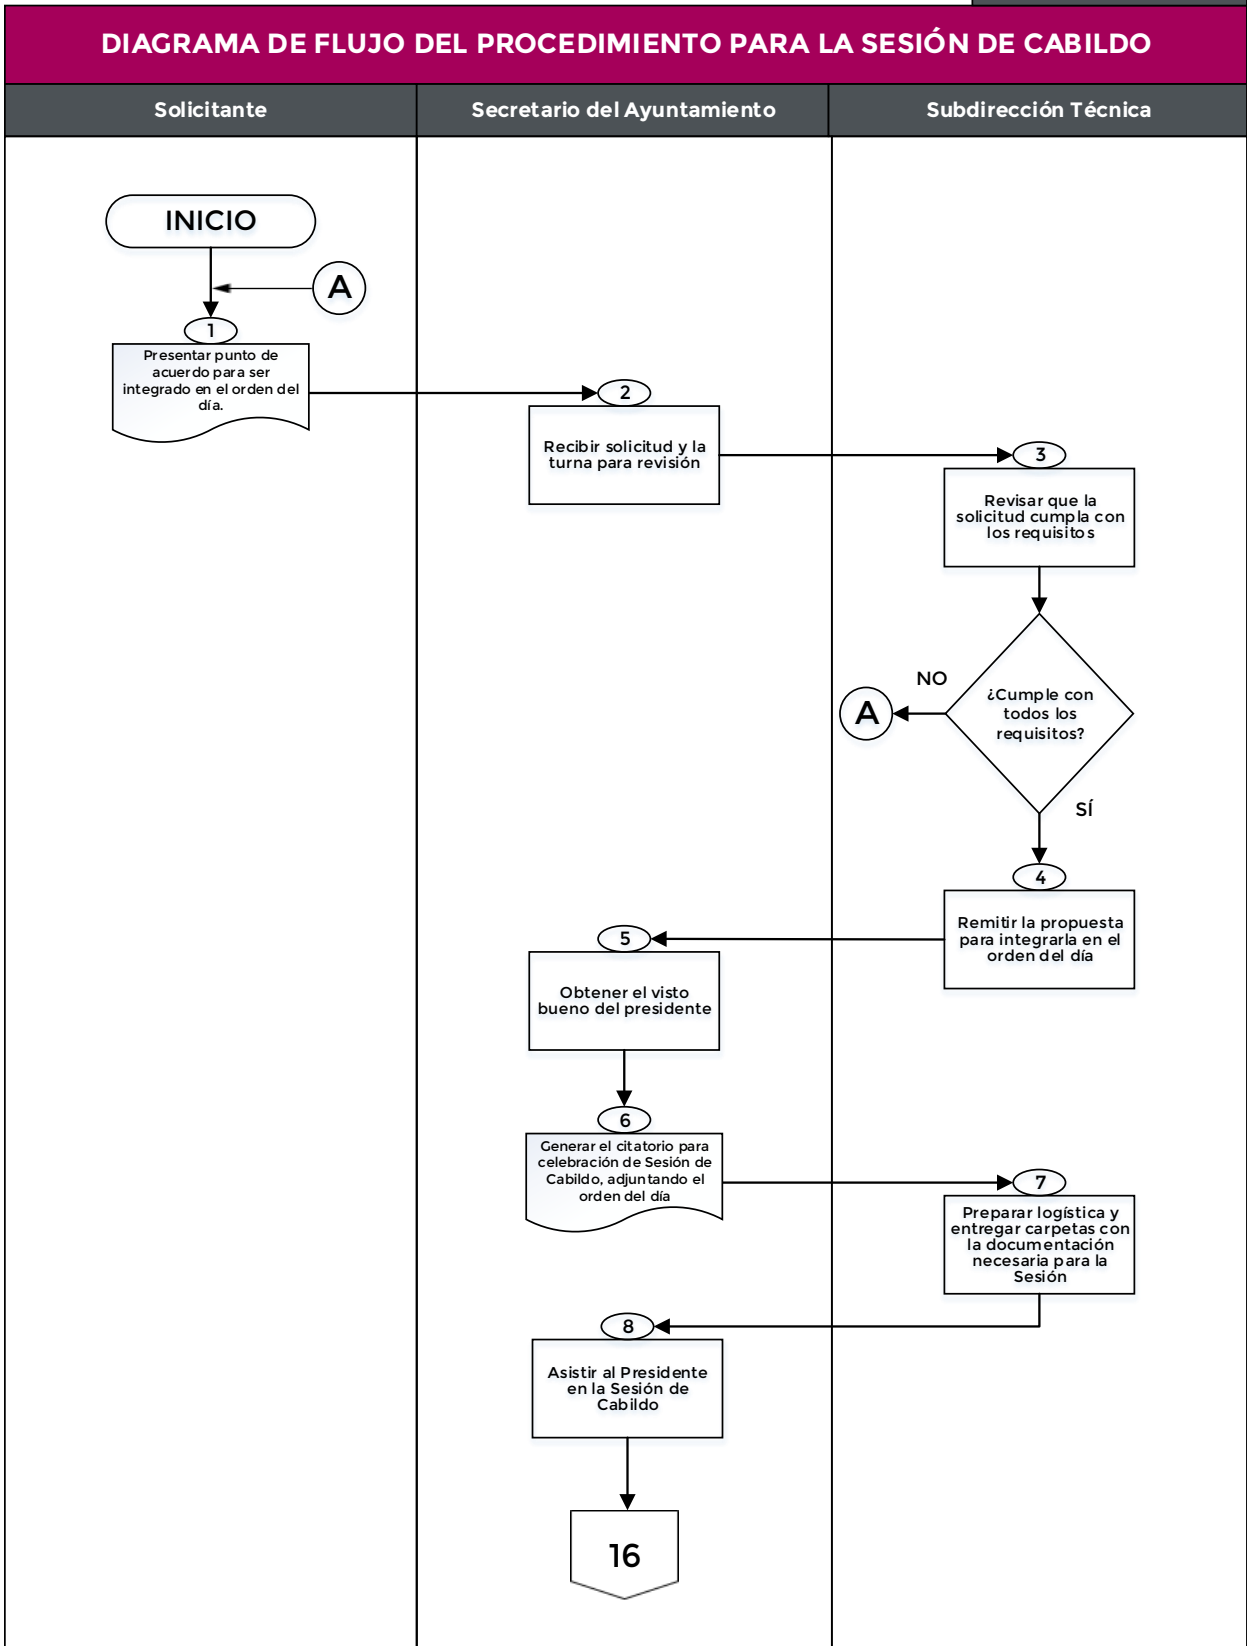 DIAGRAMA DE FLUJO DEL PROCEDIMIENTO PARA LA SESIÓN DE CABILDO
Solicitante
Secretario del Ayuntamiento
Subdirección Técnica
INICIO
A
1
Presentar punto de
acuerdo para ser
integrado en el orden del
día.
2
Recibir solicitud y la
turna para revisión
3
Revisar que la
solicitud cumpla con
los requisitos
¿Cumple con
todos los
requisitos?
NO
A
SÍ
4
Remitir la propuesta
para integrarla en el
orden del día
5
Obtener el visto
bueno del presidente
6
Generar el citatorio para
celebración de Sesión de
Cabildo, adjuntando el
orden del día
7
Preparar logística y
entregar carpetas con
la documentación
necesaria para la
Sesión
8
Asistir al Presidente
en la Sesión de
Cabildo
16